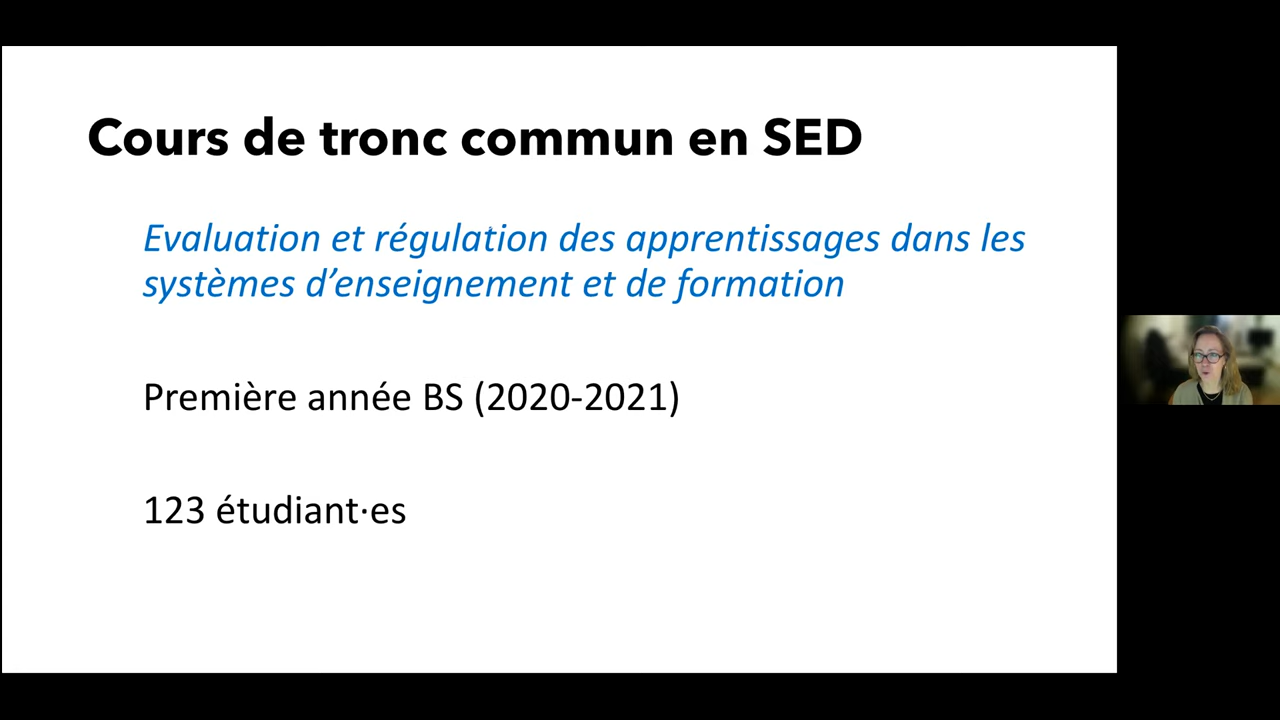 Cours de tronc commun en SED
Evaluation et régulation des apprentissages dans les
systèmes d’enseignement et de formation
Première année BS (2020-2021)
123 étudiant·es